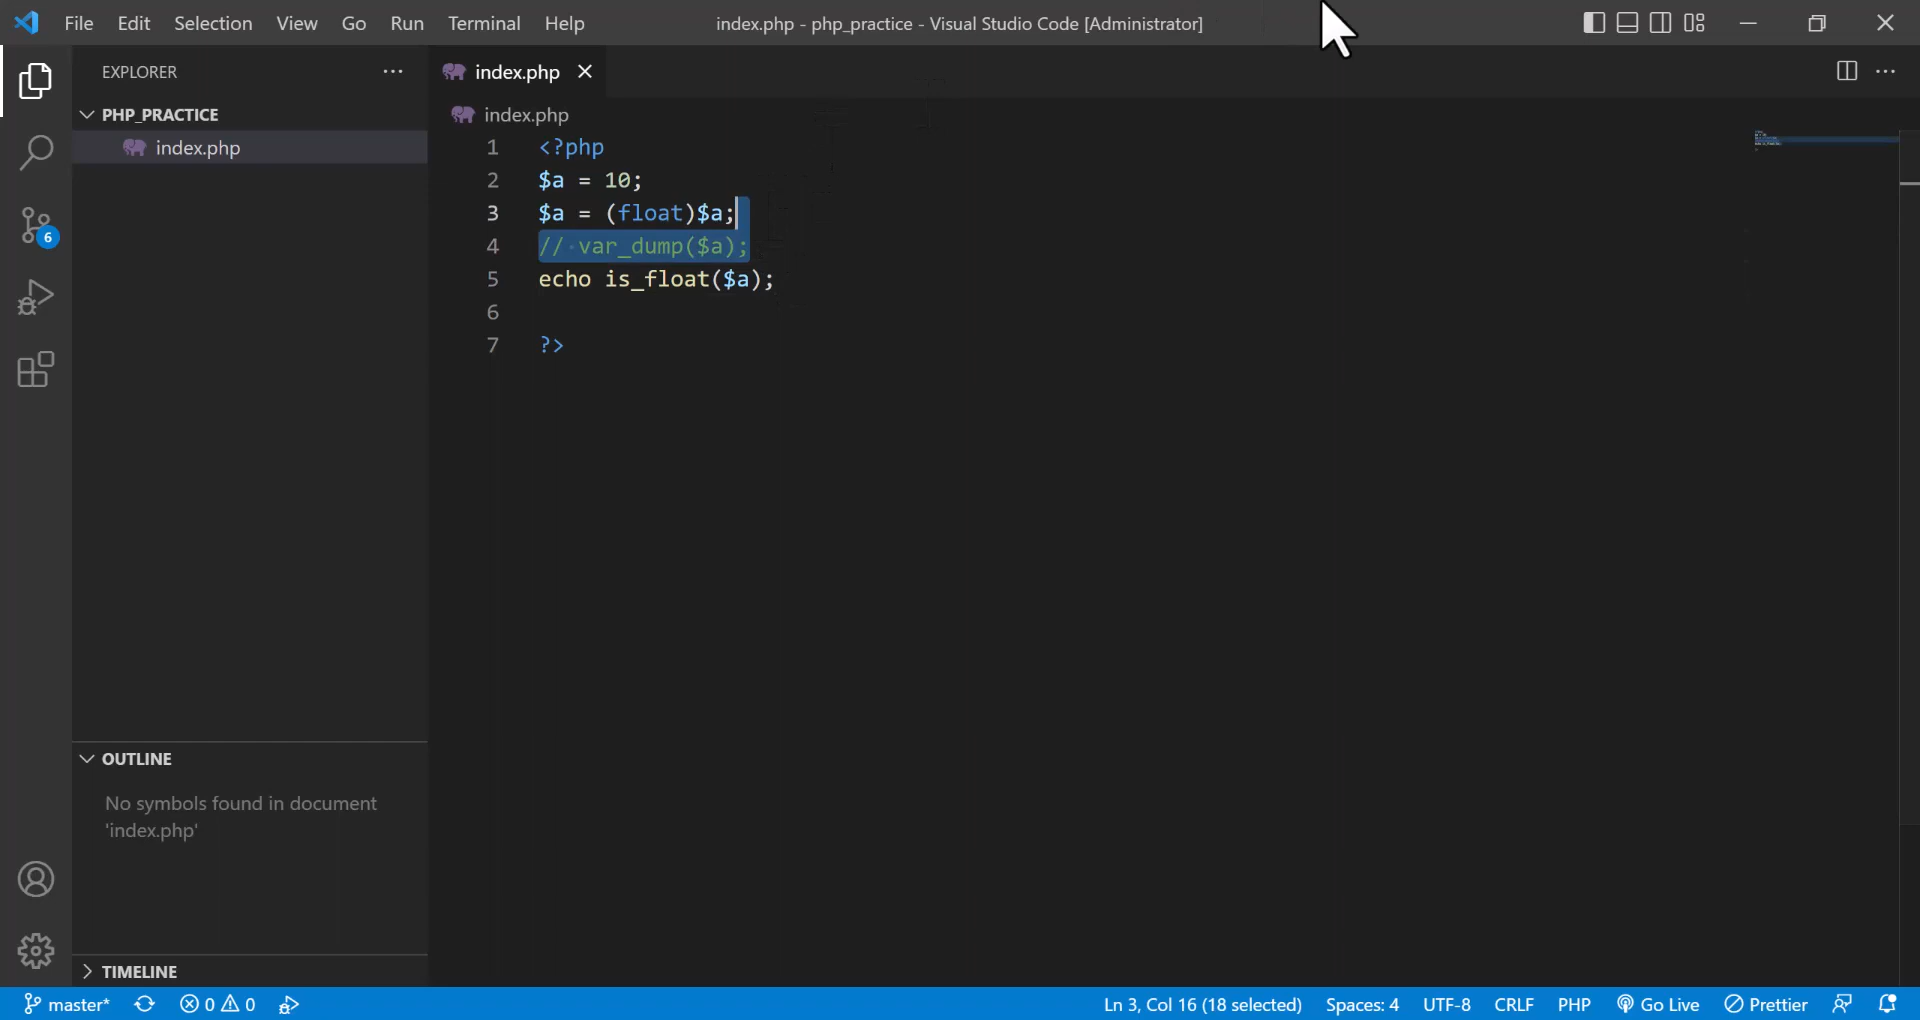 File Edit Selection View Go Run Terminal Help index.php - php_practice - Visual Studio Code [Administrator]
EXPLORER
index.php
PHP_PRACTICE
index.php
index.php
1 <?php
2 $a = 10;
3 $a = (float)$a;
4 // var_dump($a);
5 echo is_float($a);
6
7 ?>
6
OUTLINE
No symbols found in document
'index.php'
TIMELINE
master* 0 0 Ln 3, Col 16 (18 selected) Spaces: 4 UTF-8 CRLF PHP Go Live Prettier